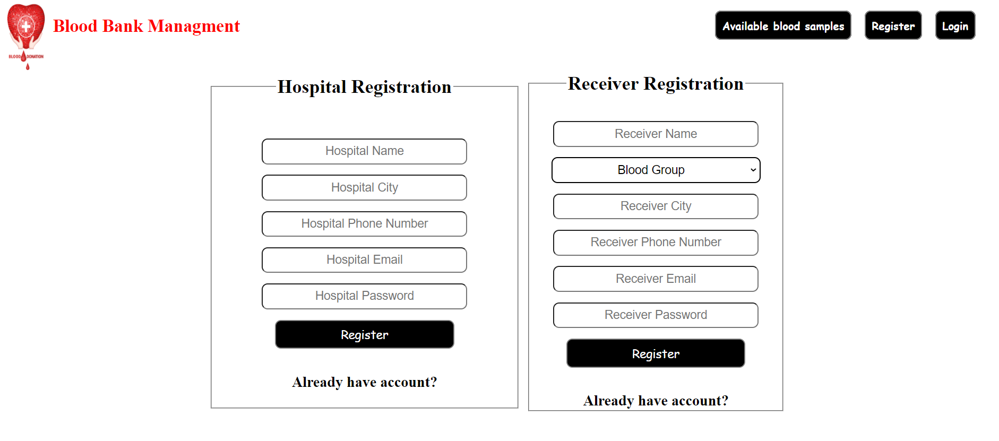 Blood Bank Managment
Available blood samples
Register
Login
BLOOD DONATION
Hospital Registration
Hospital Name
Hospital City
Hospital Phone Number
Hospital Email
Hospital Password
Register
Already have account?
Receiver Registration
Receiver Name
Blood Group
Receiver City
Receiver Phone Number
Receiver Email
Receiver Password
Register
Already have account?